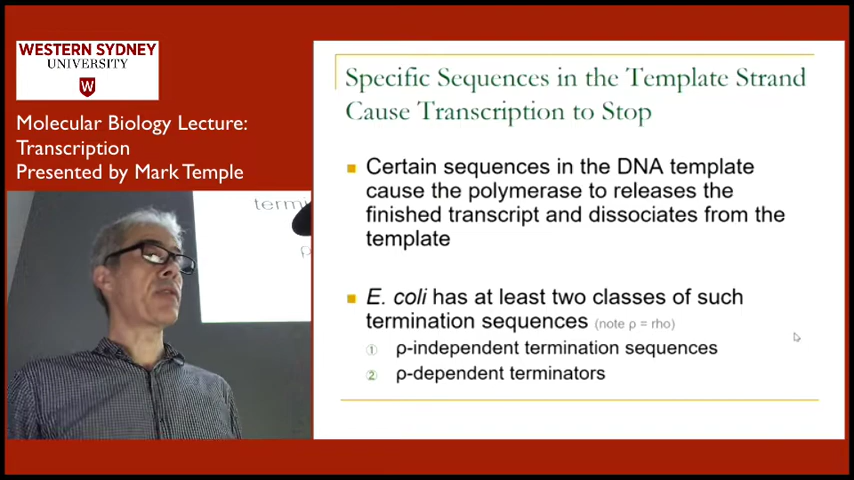 WESTERN SYDNEY
UNIVERSITY
W
Molecular Biology Lecture:
Transcription
Presented by Mark Temple
termi
ρ
Specific Sequences in the Template Strand
Cause Transcription to Stop
Certain sequences in the DNA template
cause the polymerase to releases the
finished transcript and dissociates from the
template
E. coli has at least two classes of such
termination sequences (note ρ = rho)
① ρ-independent termination sequences
② ρ-dependent terminators